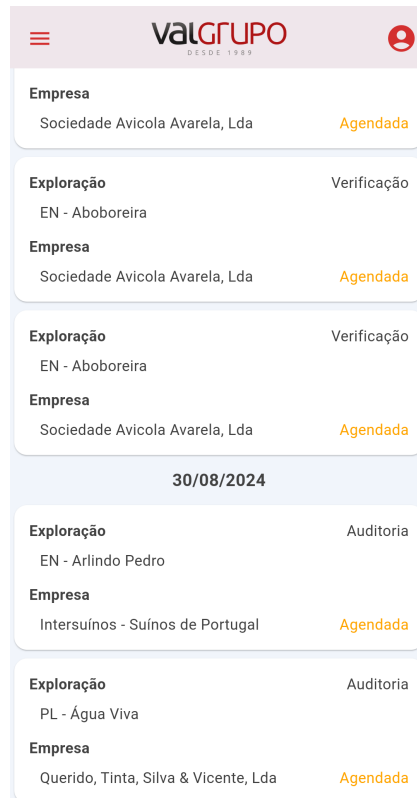 valGRUPO
DESDE 1989
Empresa
Sociedade Avicola Avarela, Lda Agendada
Exploração Verificação
EN - Aboboreira
Empresa
Sociedade Avicola Avarela, Lda Agendada
Exploração Verificação
EN - Aboboreira
Empresa
Sociedade Avicola Avarela, Lda Agendada
30/08/2024
Exploração Auditoria
EN - Arlindo Pedro
Empresa
Intersuínos - Suínos de Portugal Agendada
Exploração Auditoria
PL - Água Viva
Empresa
Querido, Tinta, Silva & Vicente, Lda Agendada